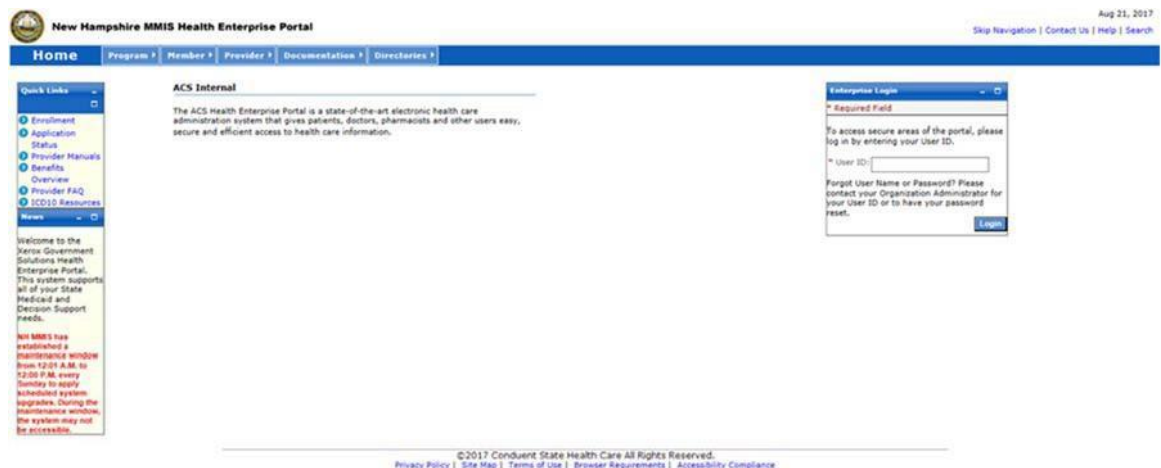 Aug 21, 2017
New Hampshire MMIS Health Enterprise Portal
Skip Navigation | Contact Us | Help | Search
Home Program Member Provider Documentation Directories
Quick Links
Enrollment
Application
Status
Provider Manuals
Benefits
Overview
Provider FAQ
ICD10 Resources
News
Welcome to the
Xerox Government
Solutions Health
Enterprise Portal.
This system supports
all of your State
Medicaid and
Decision Support
needs.
NH MMIS has
established a
maintenance window
from 12:01 A.M. to
12:00 P.M. every
Sunday to apply
scheduled system
upgrades. During the
maintenance window,
the system may not
be accessible.
ACS Internal
The ACS Health Enterprise Portal is a state-of-the-art electronic health care
administration system that gives patients, doctors, pharmacists and other users easy,
secure and efficient access to health care information.
Enterprise Login
* Required Field
To access secure areas of the portal, please
log in by entering your User ID.
* User ID:
Forgot User Name or Password? Please
contact your Organization Administrator for
your User ID or to have your password
reset.
Login
©2017 Conduent State Health Care All Rights Reserved.
Privacy Policy | Site Map | Terms of Use | Browser Requirements | Accessibility Compliance